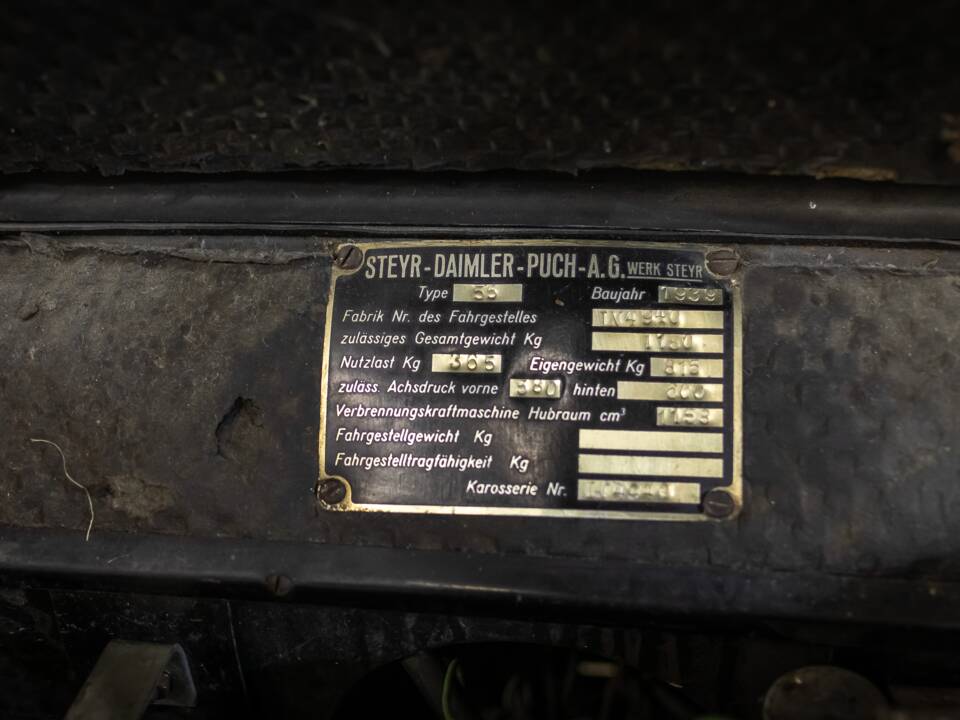 STEYR-DAIMLER-PUCH-A.G. WERK STEYR
Type 55 Baujahr 1939
Fabrik Nr. des Fahrgestelles
zulässiges Gesamtgewicht Kg
Nutzlast Kg 365 Eigengewicht Kg 815
zuläss. Achsdruck vorne 580 hinten
Verbrennungskraftmaschine Hubraum cm³ 1158
Fahrgestellgewicht Kg
Fahrgestelltragfähigkeit Kg
Karosserie Nr.